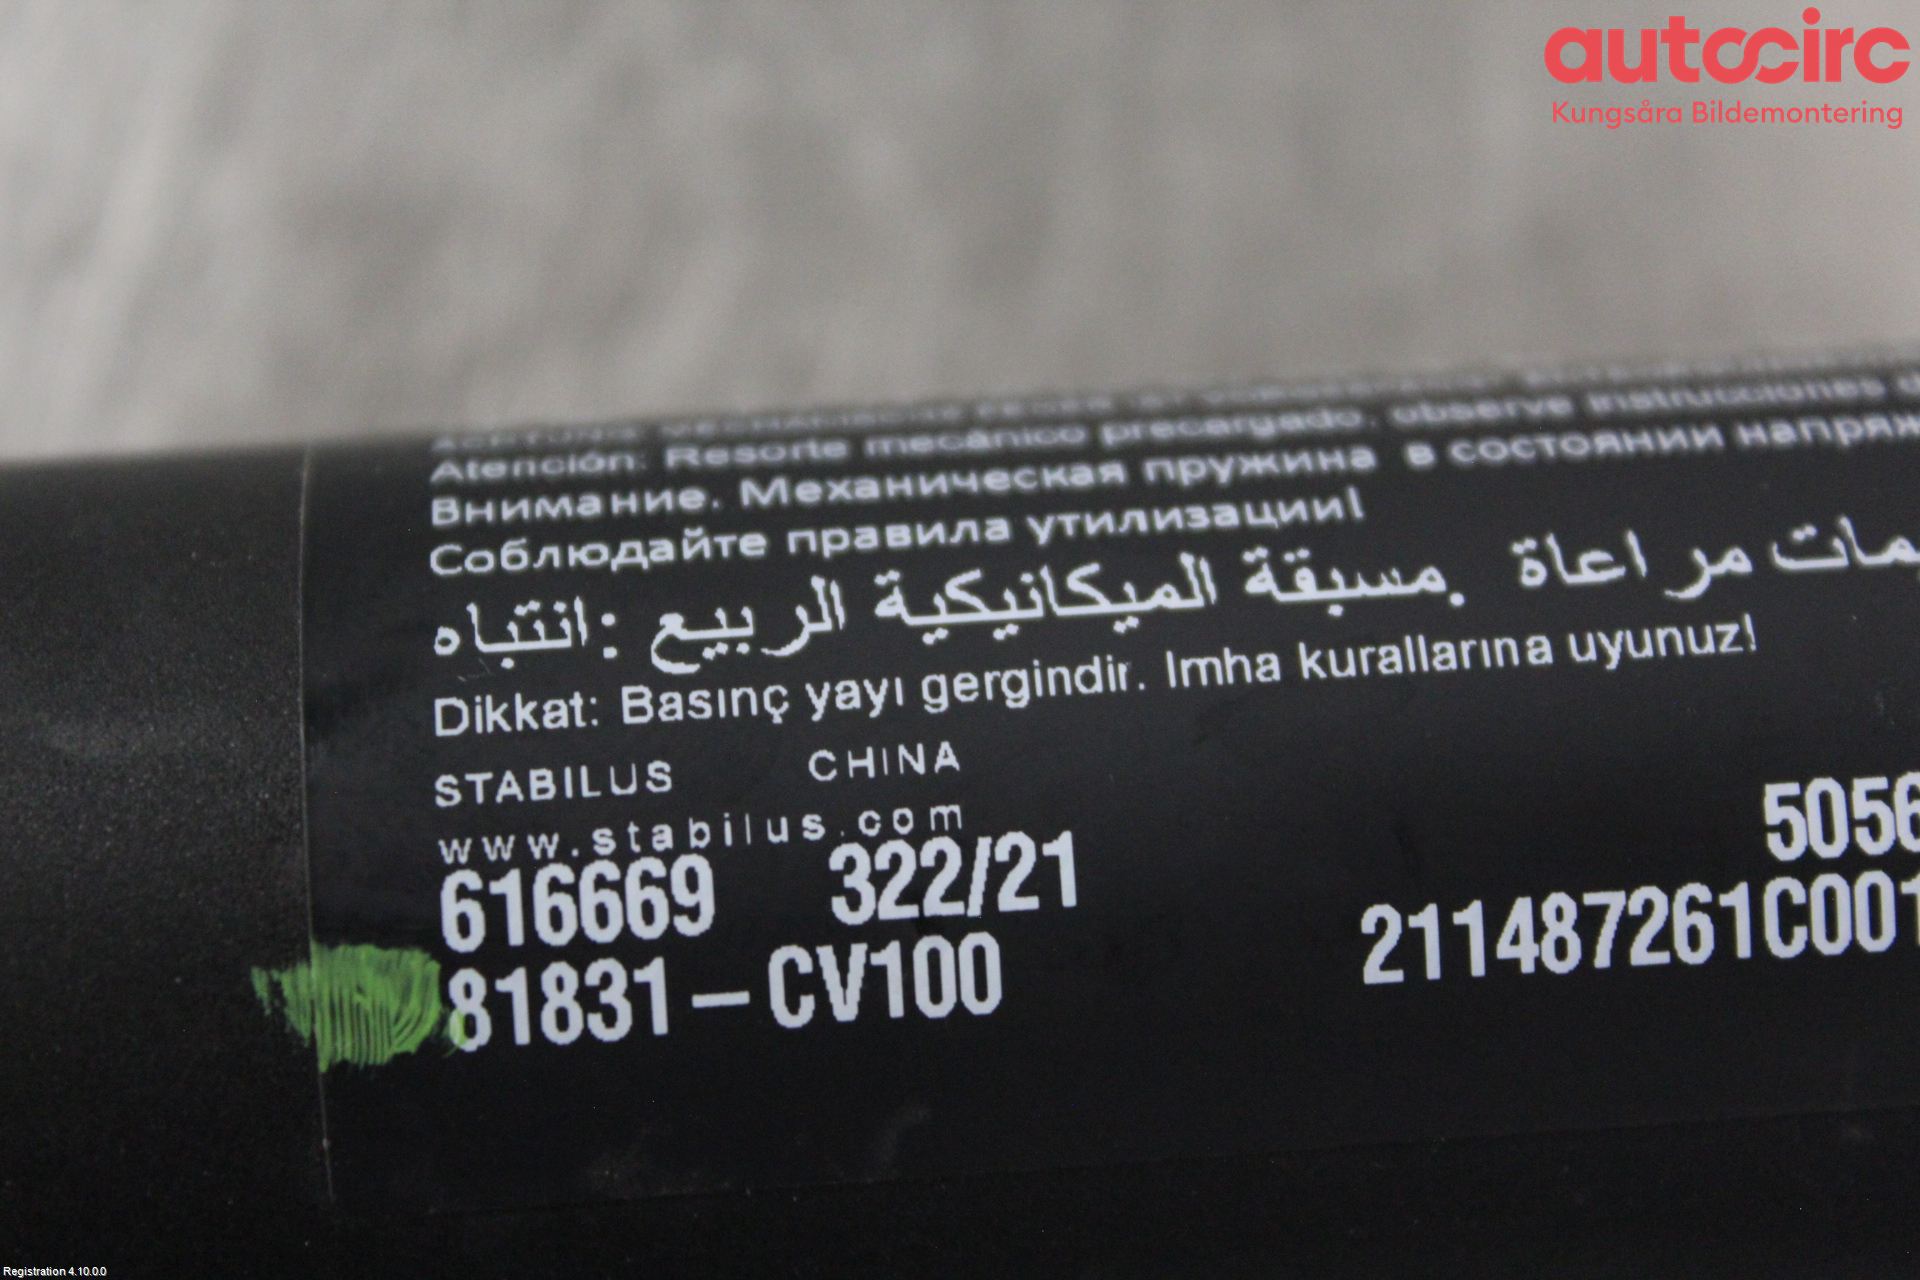 autocirc
Kungsåra Bildemontering
Atención: Resorte mecánico precargado. observe instrucciones
Внимание. Механическая пружина в состоянии
Соблюдайте правила утилизации!
انتباه: الربيع الميكانيكية مسبقة. مراعاة
Dikkat: Basınç yayı gergindir. Imha kurallarına uyunuz!
STABILUS CHINA
www.stabilus.com
616669 322/21 5056
81831-CV100 211487261C001
Registration 4.10.0.0